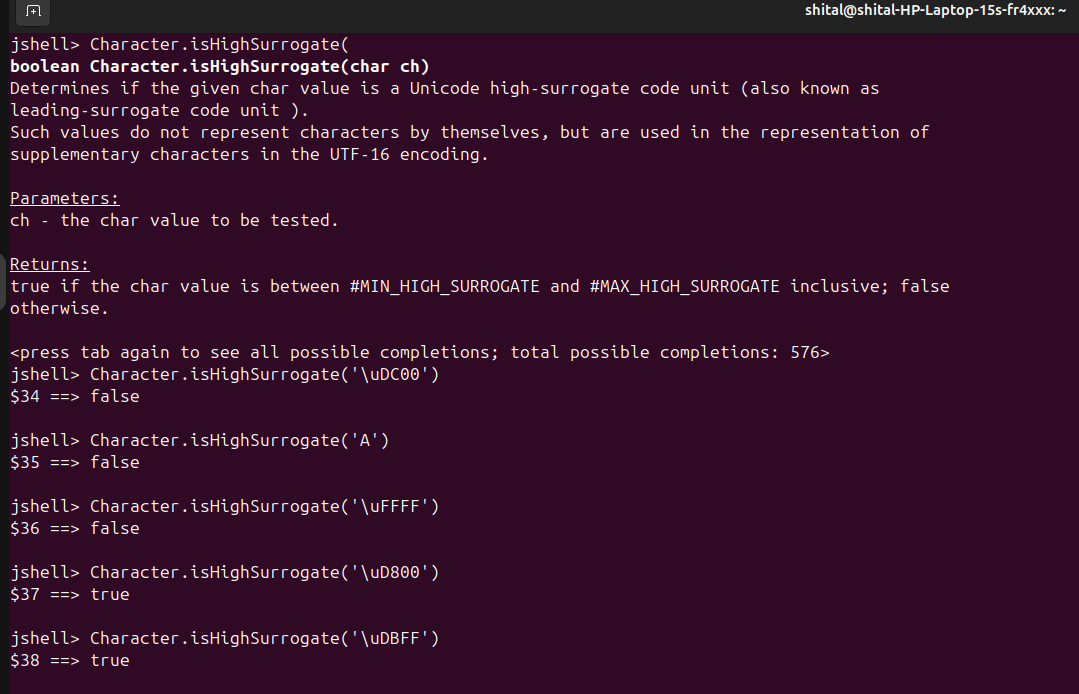 shital@shital-HP-Laptop-15s-fr4xxx: ~
jshell> Character.isHighSurrogate(
boolean Character.isHighSurrogate(char ch)
Determines if the given char value is a Unicode high-surrogate code unit (also known as
leading-surrogate code unit ).
Such values do not represent characters by themselves, but are used in the representation of
supplementary characters in the UTF-16 encoding.
Parameters:
ch - the char value to be tested.
Returns:
true if the char value is between #MIN_HIGH_SURROGATE and #MAX_HIGH_SURROGATE inclusive; false
otherwise.
<press tab again to see all possible completions; total possible completions: 576>
jshell> Character.isHighSurrogate('\uDC00')
$34 ==> false
jshell> Character.isHighSurrogate('A')
$35 ==> false
jshell> Character.isHighSurrogate('\uFFFF')
$36 ==> false
jshell> Character.isHighSurrogate('\uD800')
$37 ==> true
jshell> Character.isHighSurrogate('\uDBFF')
$38 ==> true